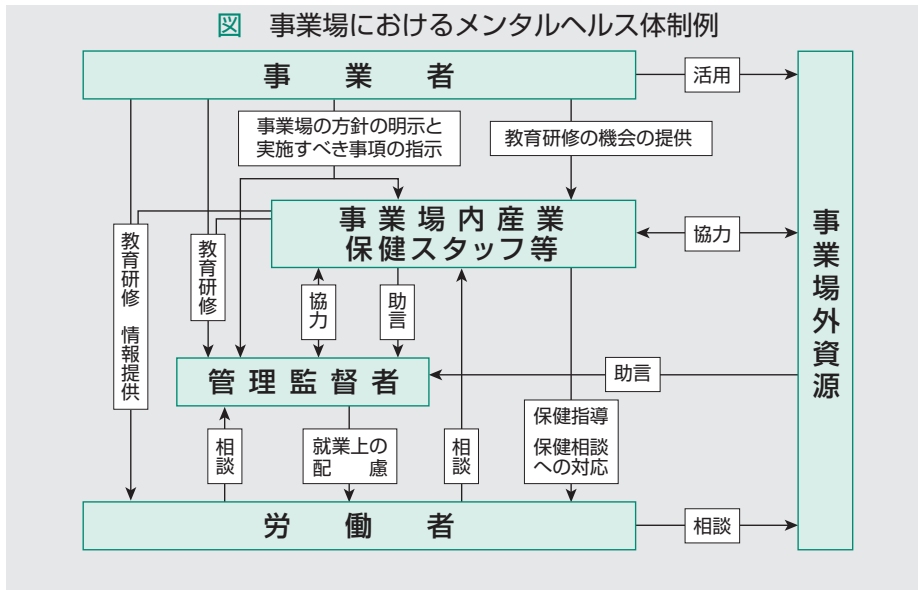 図 事業場におけるメンタルヘルス体制例
事業者
活用
事業場の方針の明示と
実施すべき事項の指示
教育研修の機会の提供
事業場内産業
保健スタッフ等
協力
事業場外資源
教育研修 情報提供
教育研修
協力
助言
管理監督者
助言
相談
就業上の
配慮
相談
保健指導
保健相談
への対応
労働者
相談